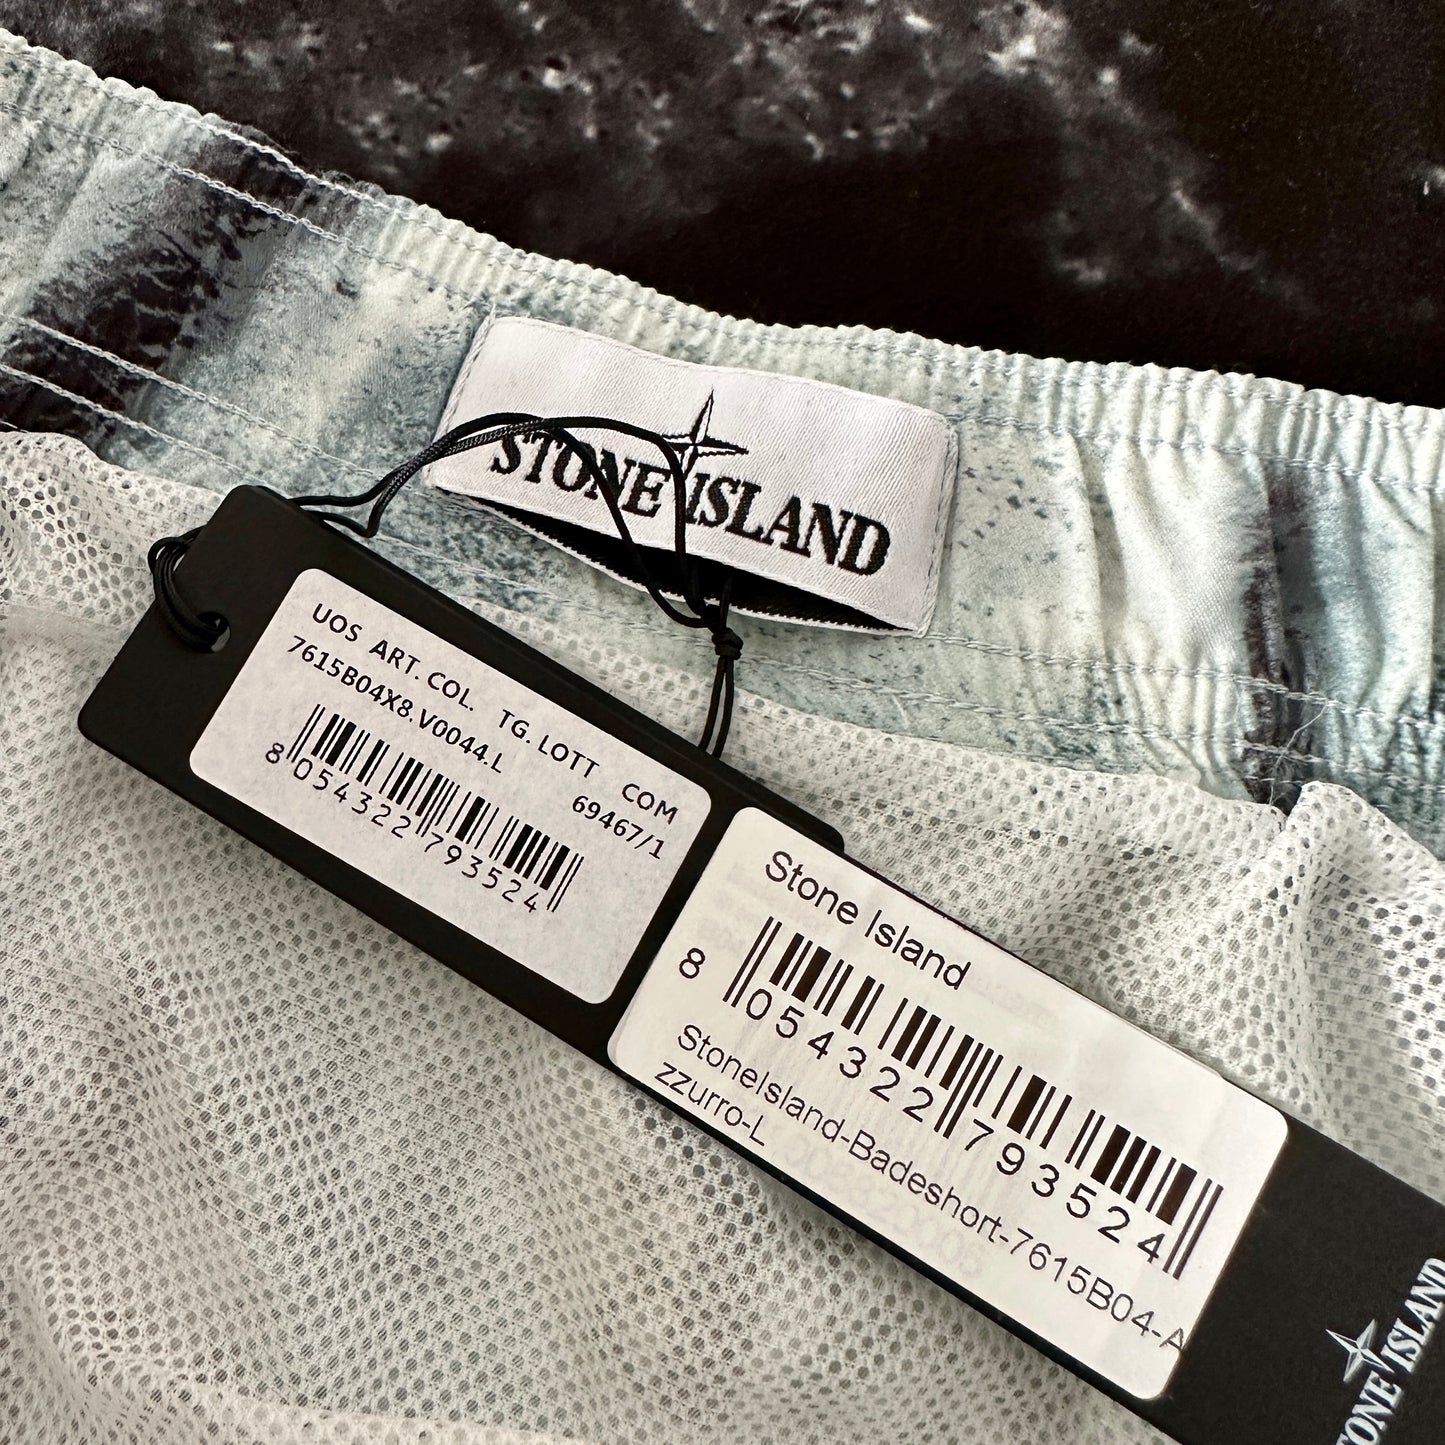 STONE ISLAND
UOS ART. COL. TG. LOTT COM
7615B04X8.V0044.L 69467/1
8 054322 793524
Stone Island
8 054322 793524
StoneIsland-Badeshort-7615B04-A
zzurro-L
STONE ISLAND